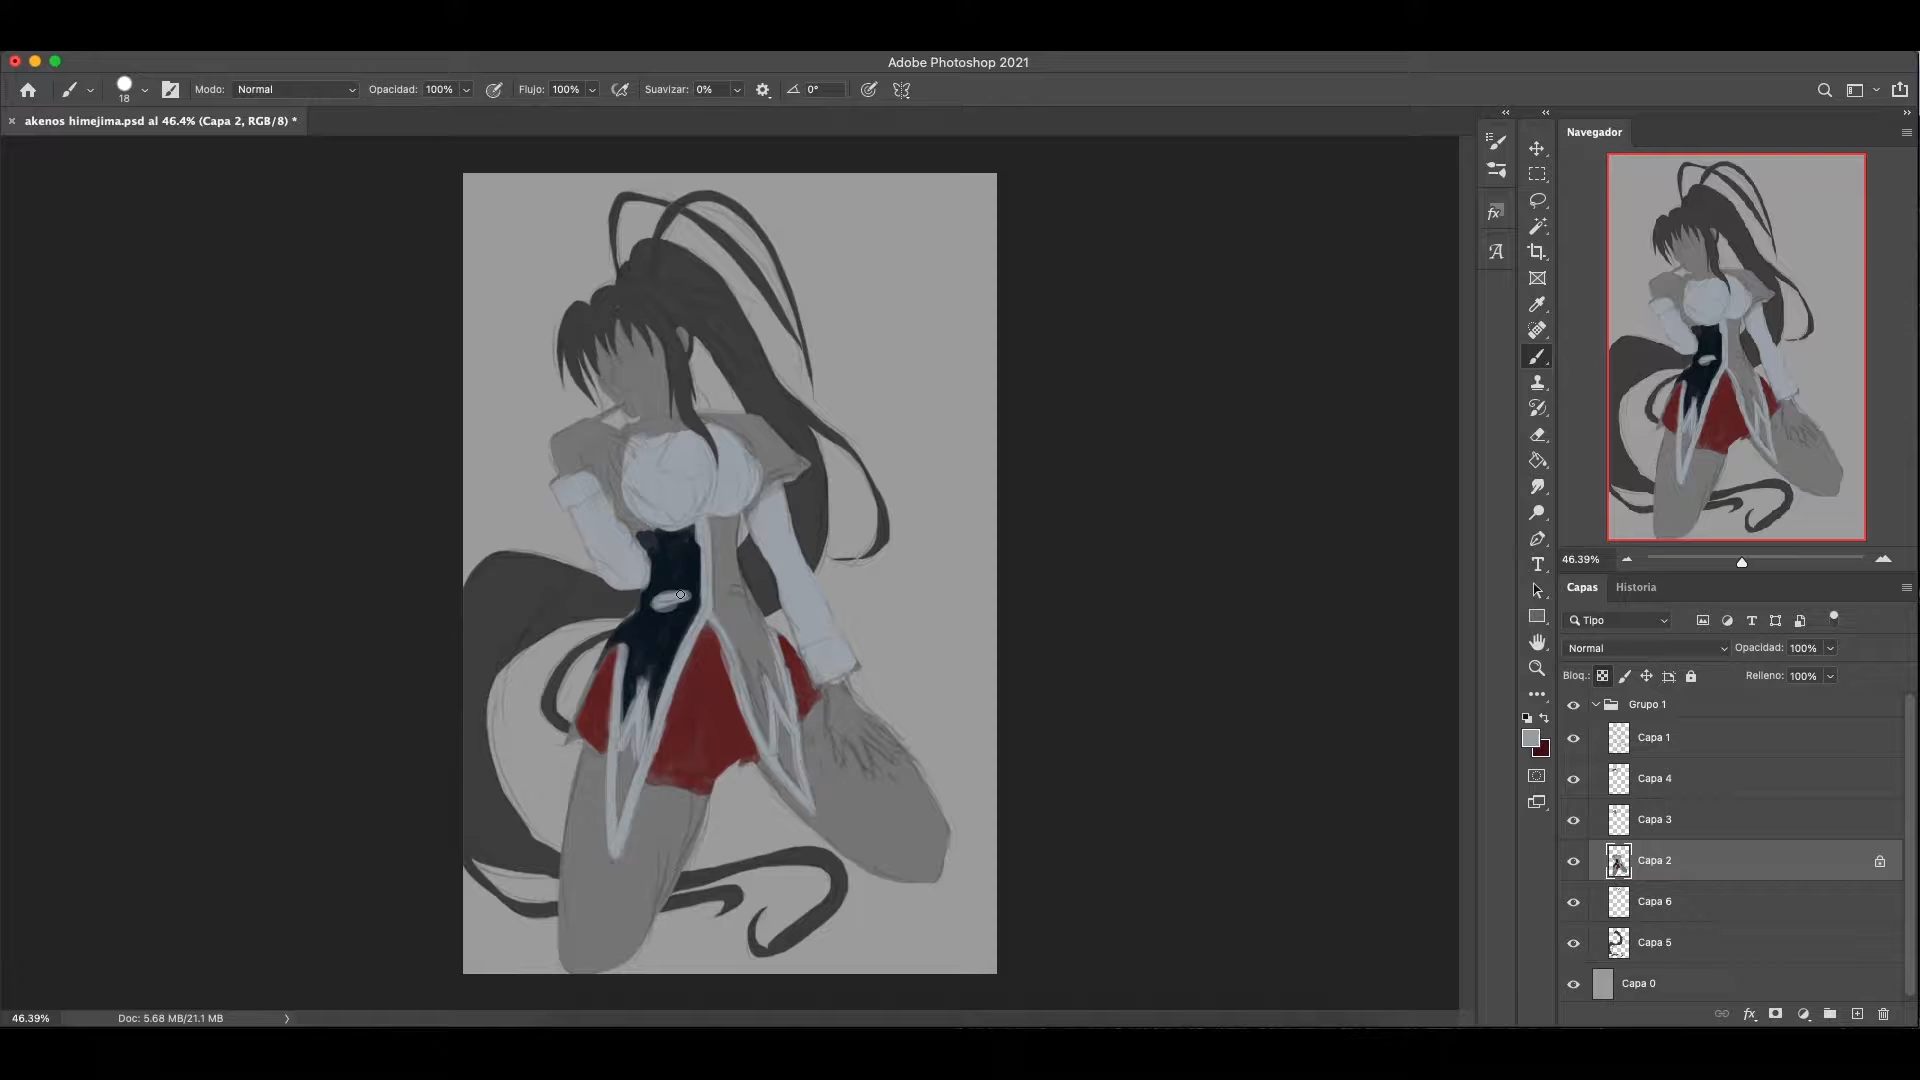 Adobe Photoshop 2021
18
Modo: Normal
Opacidad: 100%
Flujo: 100%
Suavizar: 0%
0°
akenos himejima.psd al 46.4% (Capa 2, RGB/8) *
Navegador
46.39%
Capas Historia
Tipo
Normal
Opacidad: 100%
Bloq.:
Relleno: 100%
Grupo 1
Capa 1
Capa 4
Capa 3
Capa 2
Capa 6
Capa 5
Capa 0
fx
A
T
T
fx
46.39%
Doc: 5.68 MB/21.1 MB